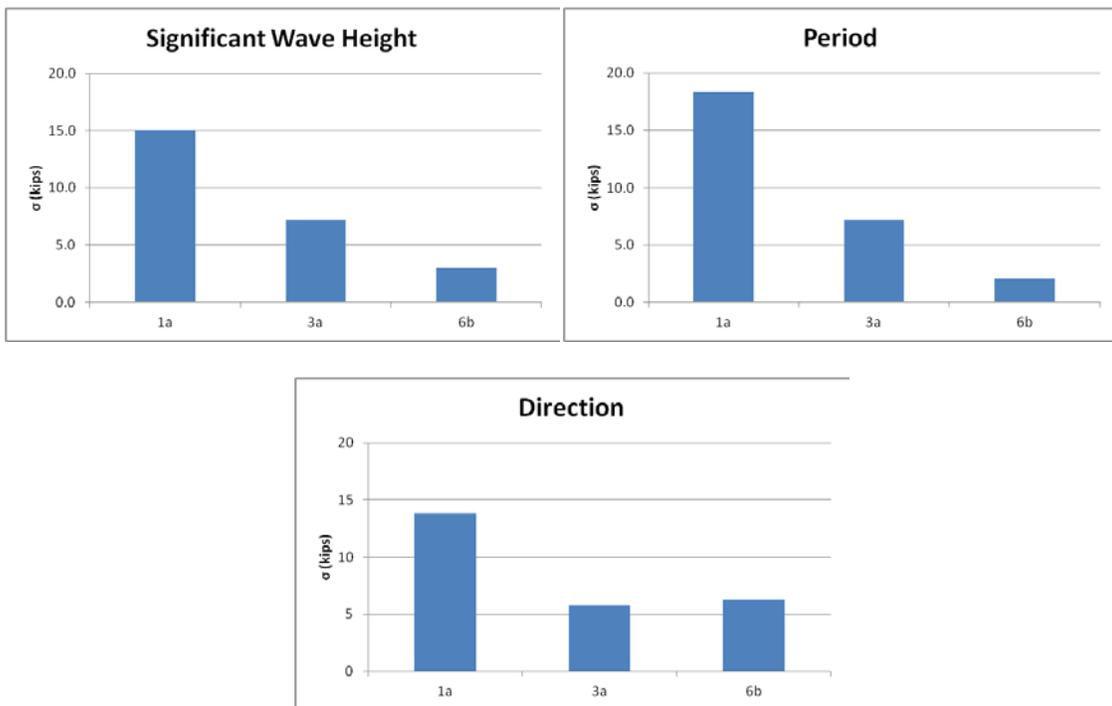 Significant Wave Height
20.0
15.0
10.0
5.0
0.0
σ (kips)
1a 3a 6b
Period
20.0
15.0
10.0
5.0
0.0
σ (kips)
1a 3a 6b
Direction
20
15
10
5
0
σ (kips)
1a 3a 6b